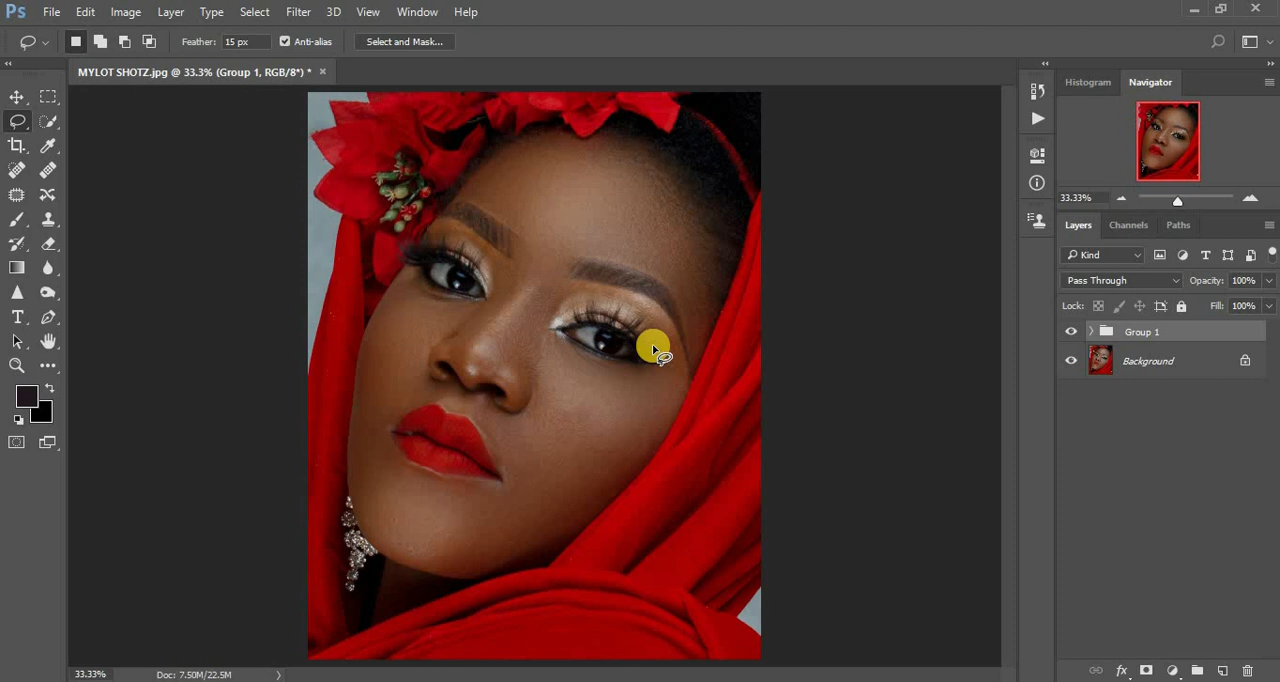 Ps File Edit Image Layer Type Select Filter 3D View Window Help
Feather: 15 px Anti-alias Select and Mask...
MYLOT SHOTZ.jpg @ 33.3% (Group 1, RGB/8*) *
Histogram Navigator
33.33%
Layers Channels Paths
Kind
Pass Through Opacity: 100%
Lock: Fill: 100%
Group 1
Background
33.33% Doc: 7.50M/22.5M